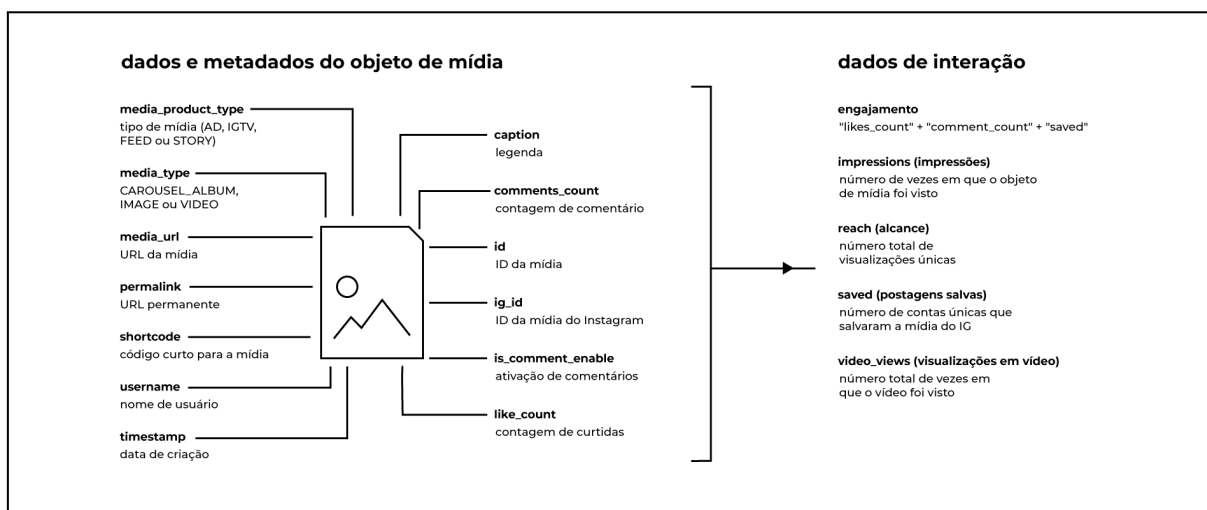 dados e metadados do objeto de mídia
media_product_type
tipo de mídia (AD, IGTV,
FEED ou STORY)
media_type
CAROUSEL_ALBUM,
IMAGE ou VIDEO
media_url
URL da mídia
permalink
URL permanente
shortcode
código curto para a mídia
username
nome de usuário
timestamp
data de criação
caption
legenda
comments_count
contagem de comentário
id
ID da mídia
ig_id
ID da mídia do Instagram
is_comment_enable
ativação de comentários
like_count
contagem de curtidas
dados de interação
engajamento
"likes_count" + "comment_count" + "saved"
impressions (impressões)
número de vezes em que o objeto
de mídia foi visto
reach (alcance)
número total de
visualizações únicas
saved (postagens salvas)
número de contas únicas que
salvaram a mídia do IG
video_views (visualizações em vídeo)
número total de vezes em
que o vídeo foi visto